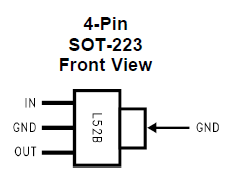 4-Pin
SOT-223
Front View
IN
GND
OUT
L52B
GND